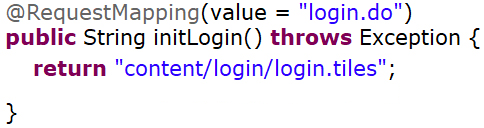 @RequestMapping(value = "login.do")
public String initLogin() throws Exception {
return "content/login/login.tiles";
}